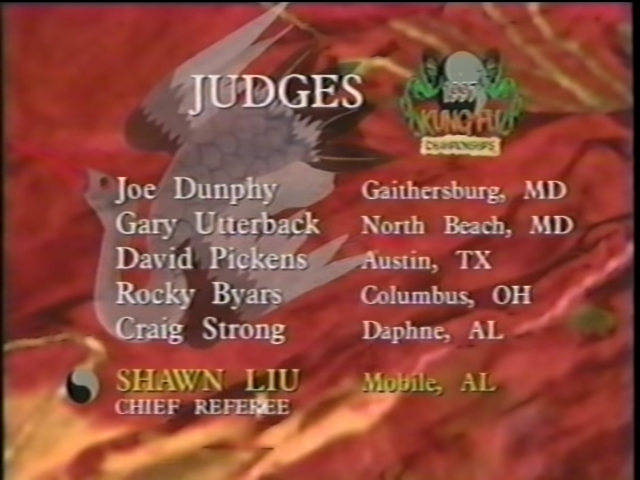 JUDGES
1997
KUNG FU
CHAMPIONSHIPS
Joe Dunphy Gaithersburg, MD
Gary Utterback North Beach, MD
David Pickens Austin, TX
Rocky Byars Columbus, OH
Craig Strong Daphne, AL
SHAWN LIU Mobile, AL
CHIEF REFEREE